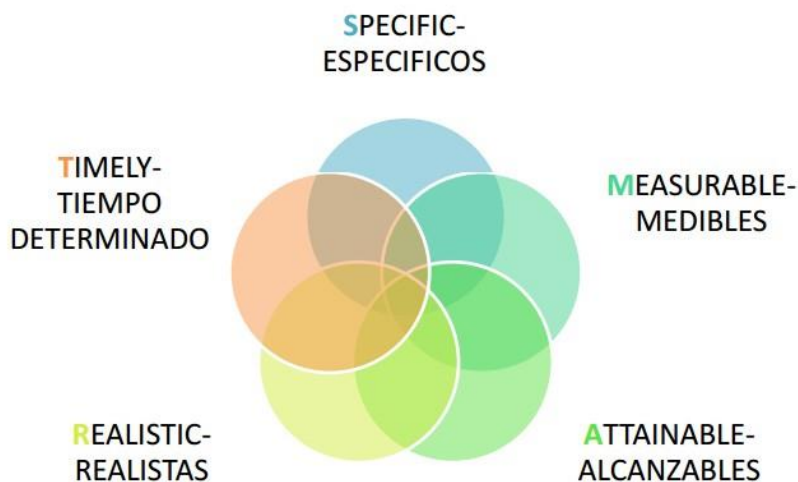 SPECIFIC-
ESPECIFICOS
TIMELY-
TIEMPO
DETERMINADO
MEASURABLE-
MEDIBLES
REALISTIC-
REALISTAS
ATTAINABLE-
ALCANZABLES